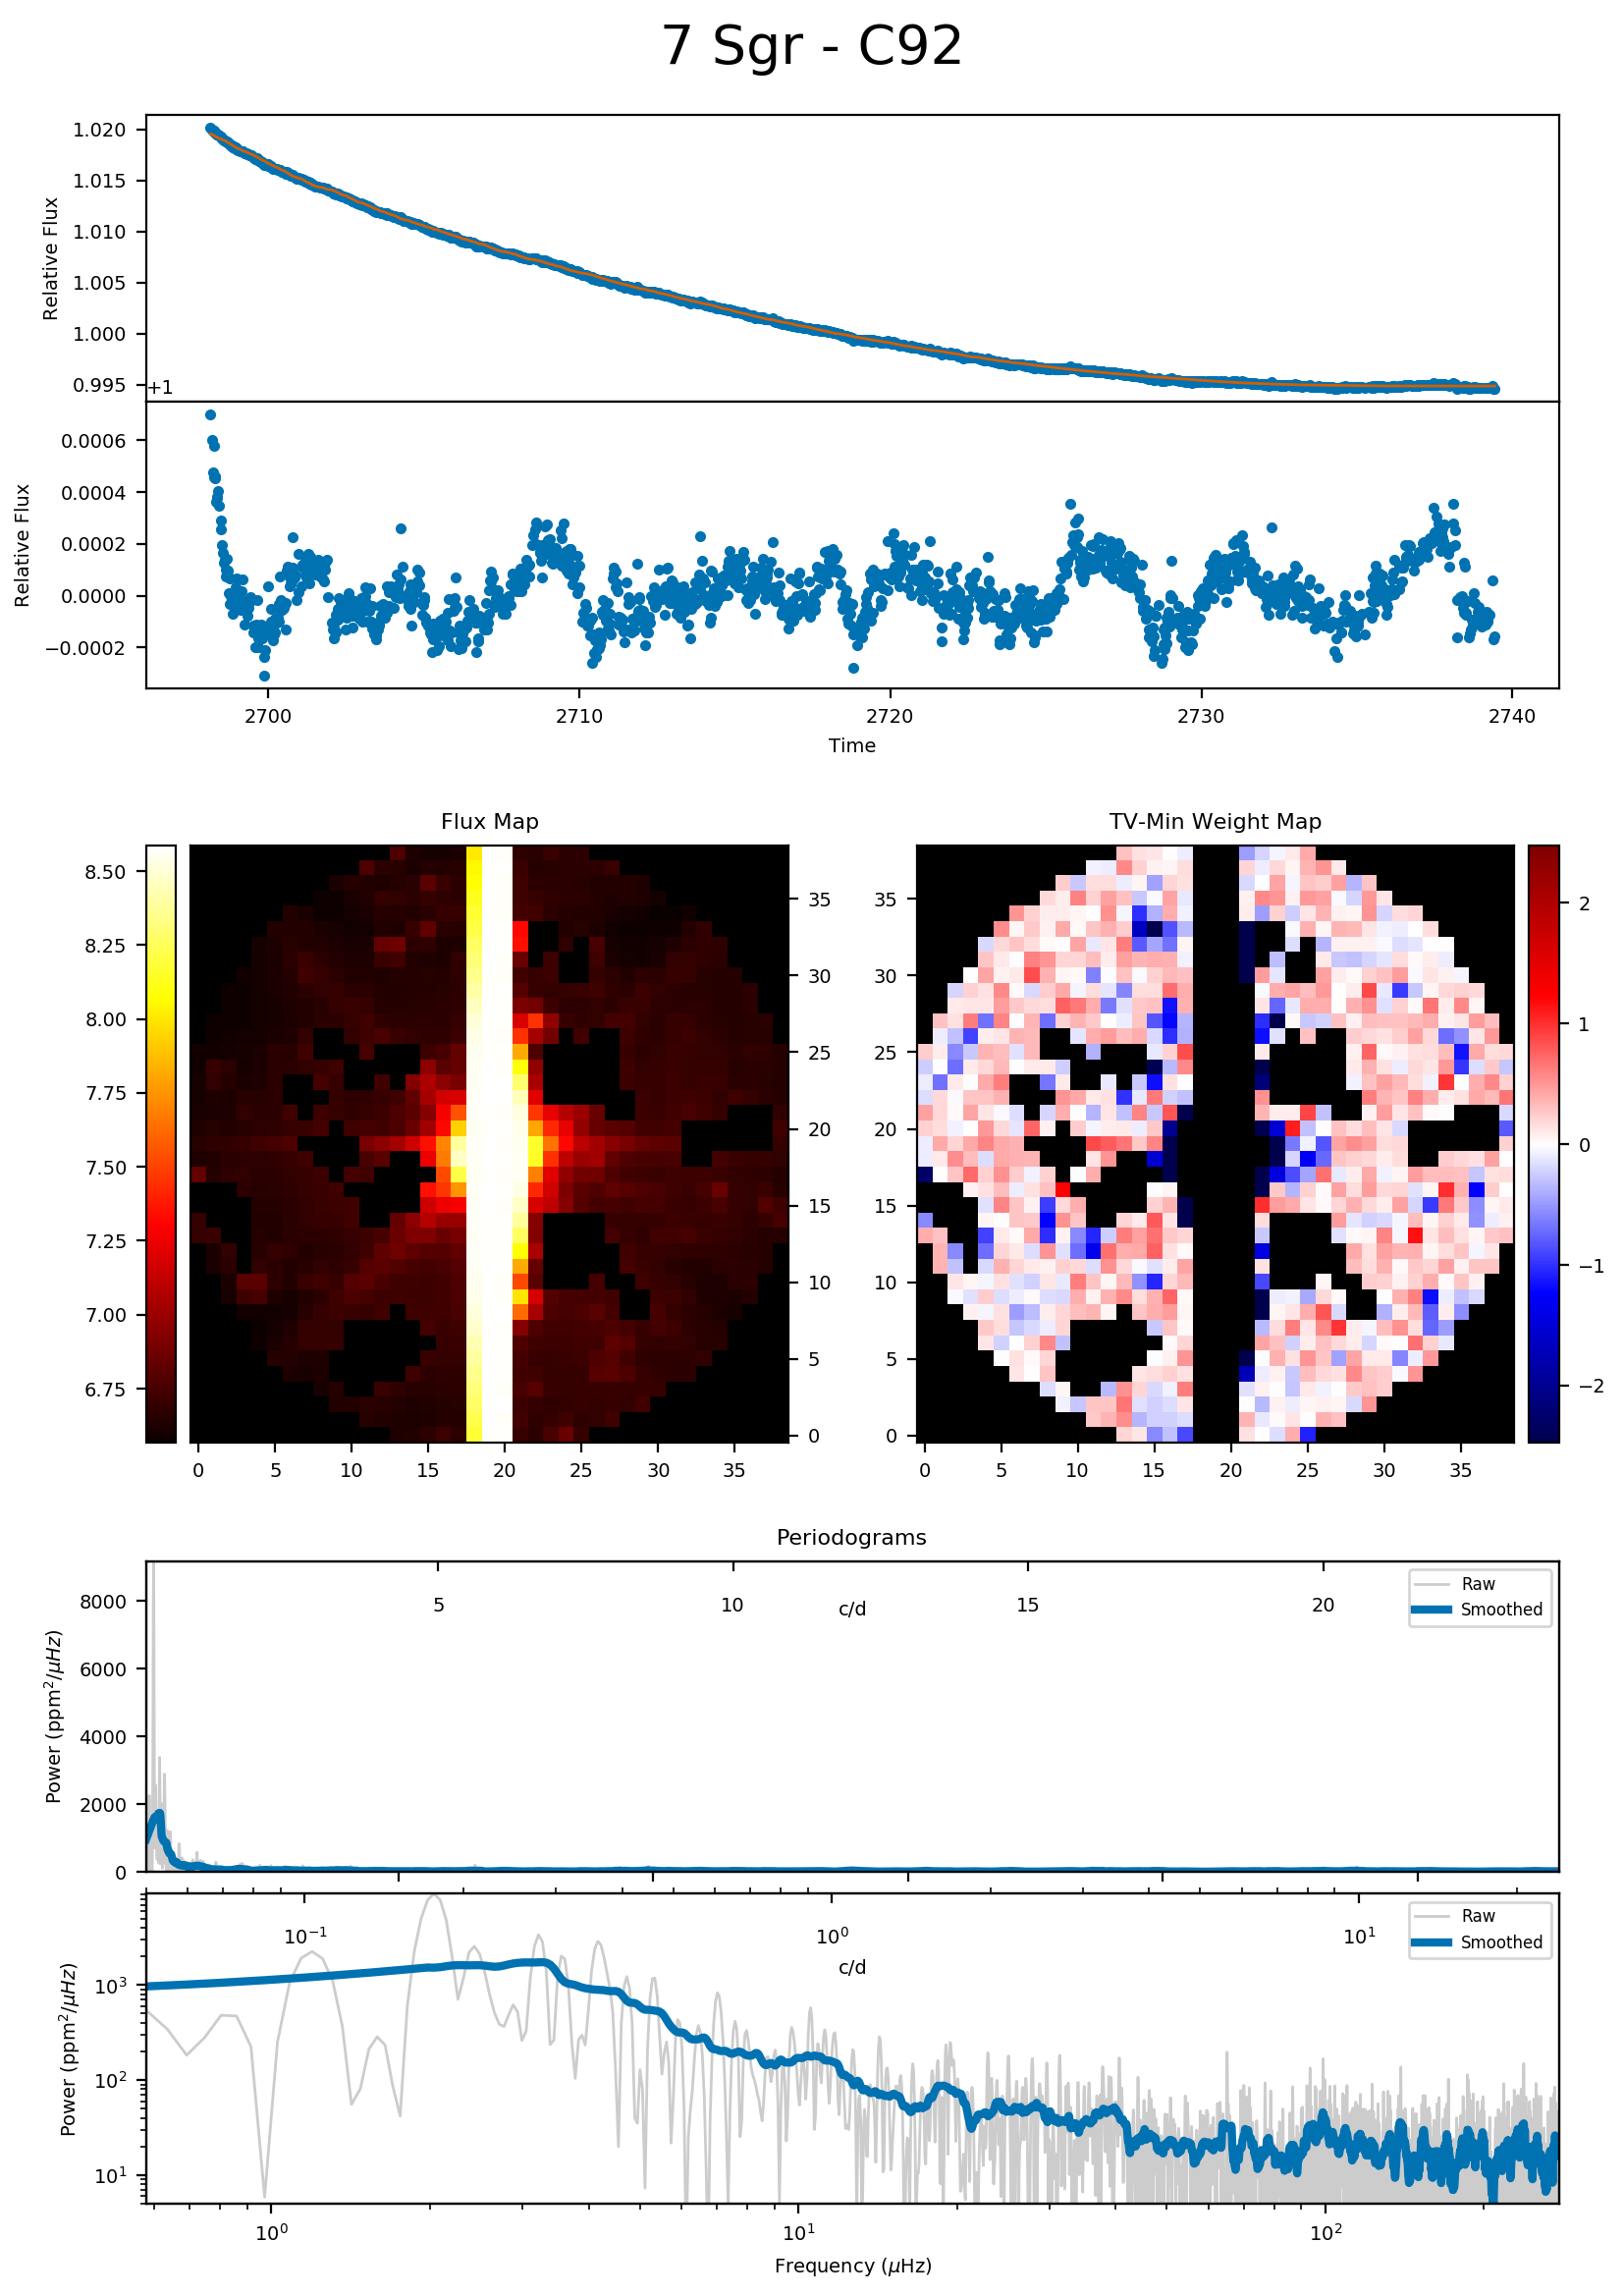 7 Sgr - C92
1.020
1.015
1.010
1.005
1.000
0.995
Relative Flux
+1
0.0006
0.0004
0.0002
0.0000
−0.0002
Relative Flux
2700 2710 2720 2730 2740
Time
Flux Map
8.50
8.25
8.00
7.75
7.50
7.25
7.00
6.75
35
30
25
20
15
10
5
0
0 5 10 15 20 25 30 35
TV-Min Weight Map
35
30
25
20
15
10
5
0
0 5 10 15 20 25 30 35
2
1
0
−1
−2
Periodograms
8000
6000
4000
2000
0
Power (ppm²/μHz)
5 10 15 20
c/d
Raw
Smoothed
10³
10²
10¹
Power (ppm²/μHz)
10⁻¹ 10⁰ 10¹
c/d
Raw
Smoothed
10⁰ 10¹ 10²
Frequency (μHz)